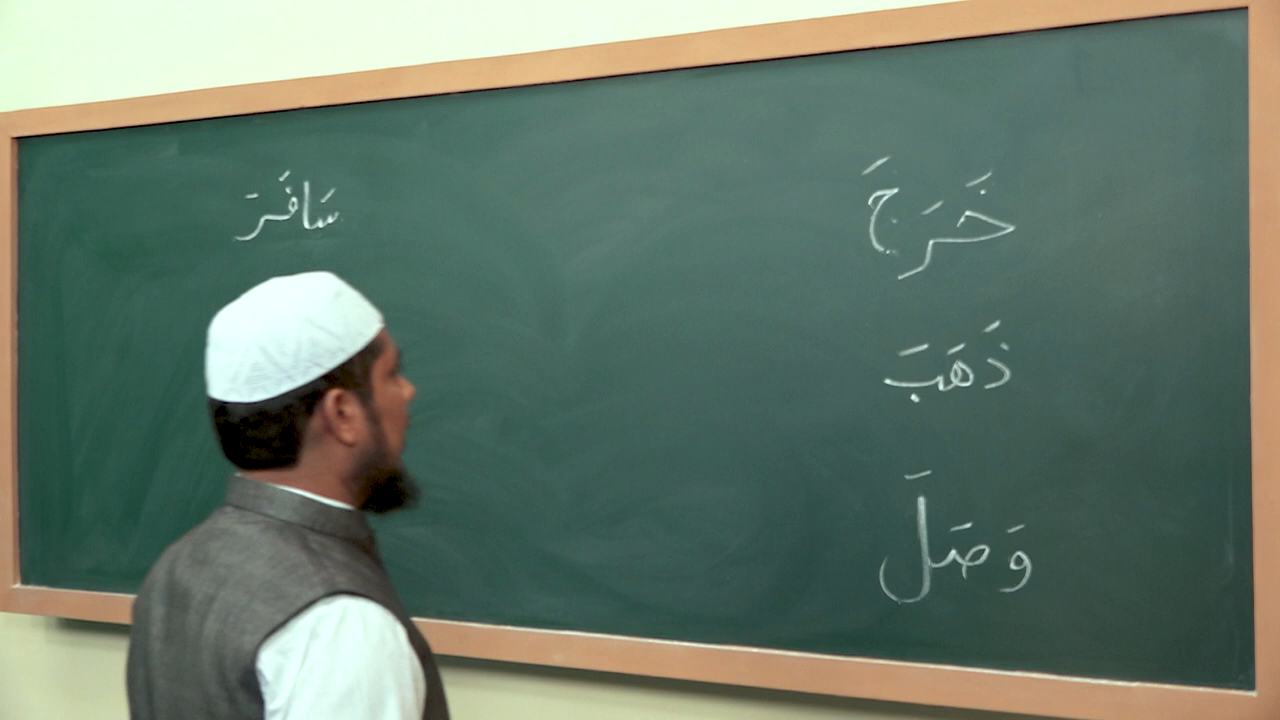 خَرَجَ
سَافَرَ
ذَهَبَ
وَصَلَ